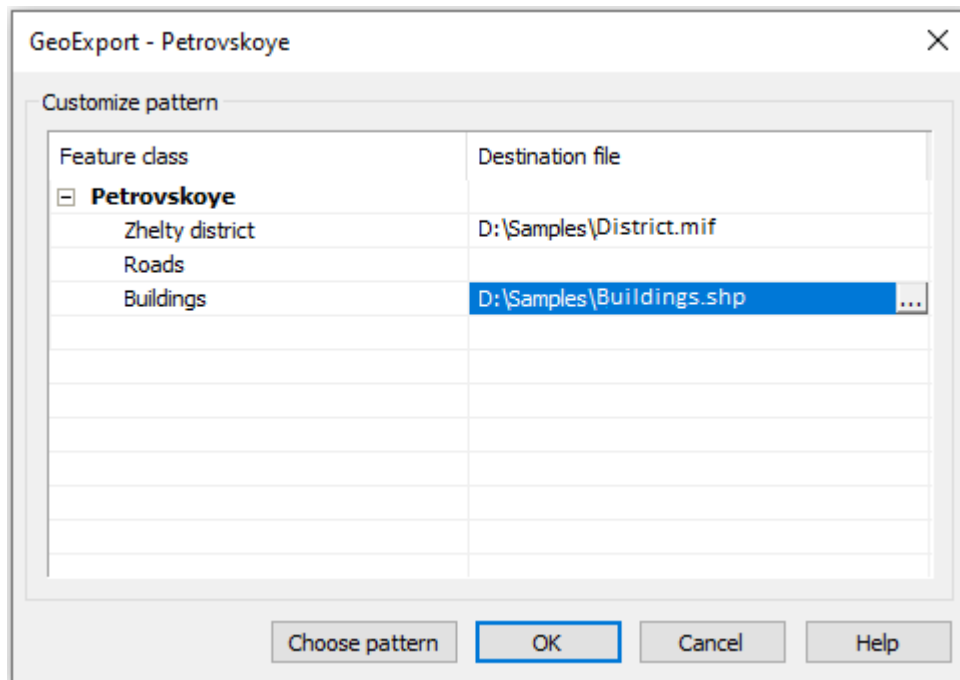 GeoExport - Petrovskoye
Customize pattern
Feature class Destination file
Petrovskoye
Zhelty district D:\Samples\District.mif
Roads
Buildings D:\Samples\Buildings.shp ...
Choose pattern OK Cancel Help